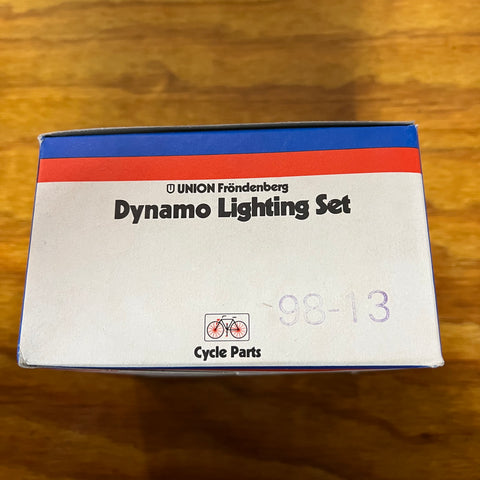 UNION Fröndenberg
Dynamo Lighting Set
98-13
Cycle Parts